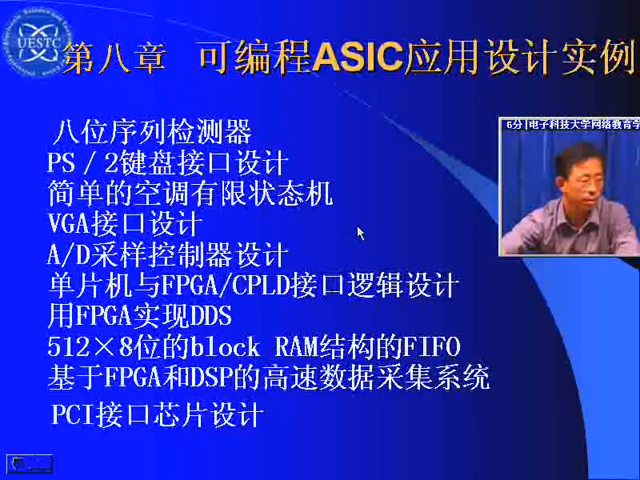 UESTC
第八章 可编程ASIC应用设计实例
6分|电子科技大学网络教育学
八位序列检测器
PS／2键盘接口设计
简单的空调有限状态机
VGA接口设计
A/D采样控制器设计
单片机与FPGA/CPLD接口逻辑设计
用FPGA实现DDS
512×8位的block RAM结构的FIFO
基于FPGA和DSP的高速数据采集系统
PCI接口芯片设计